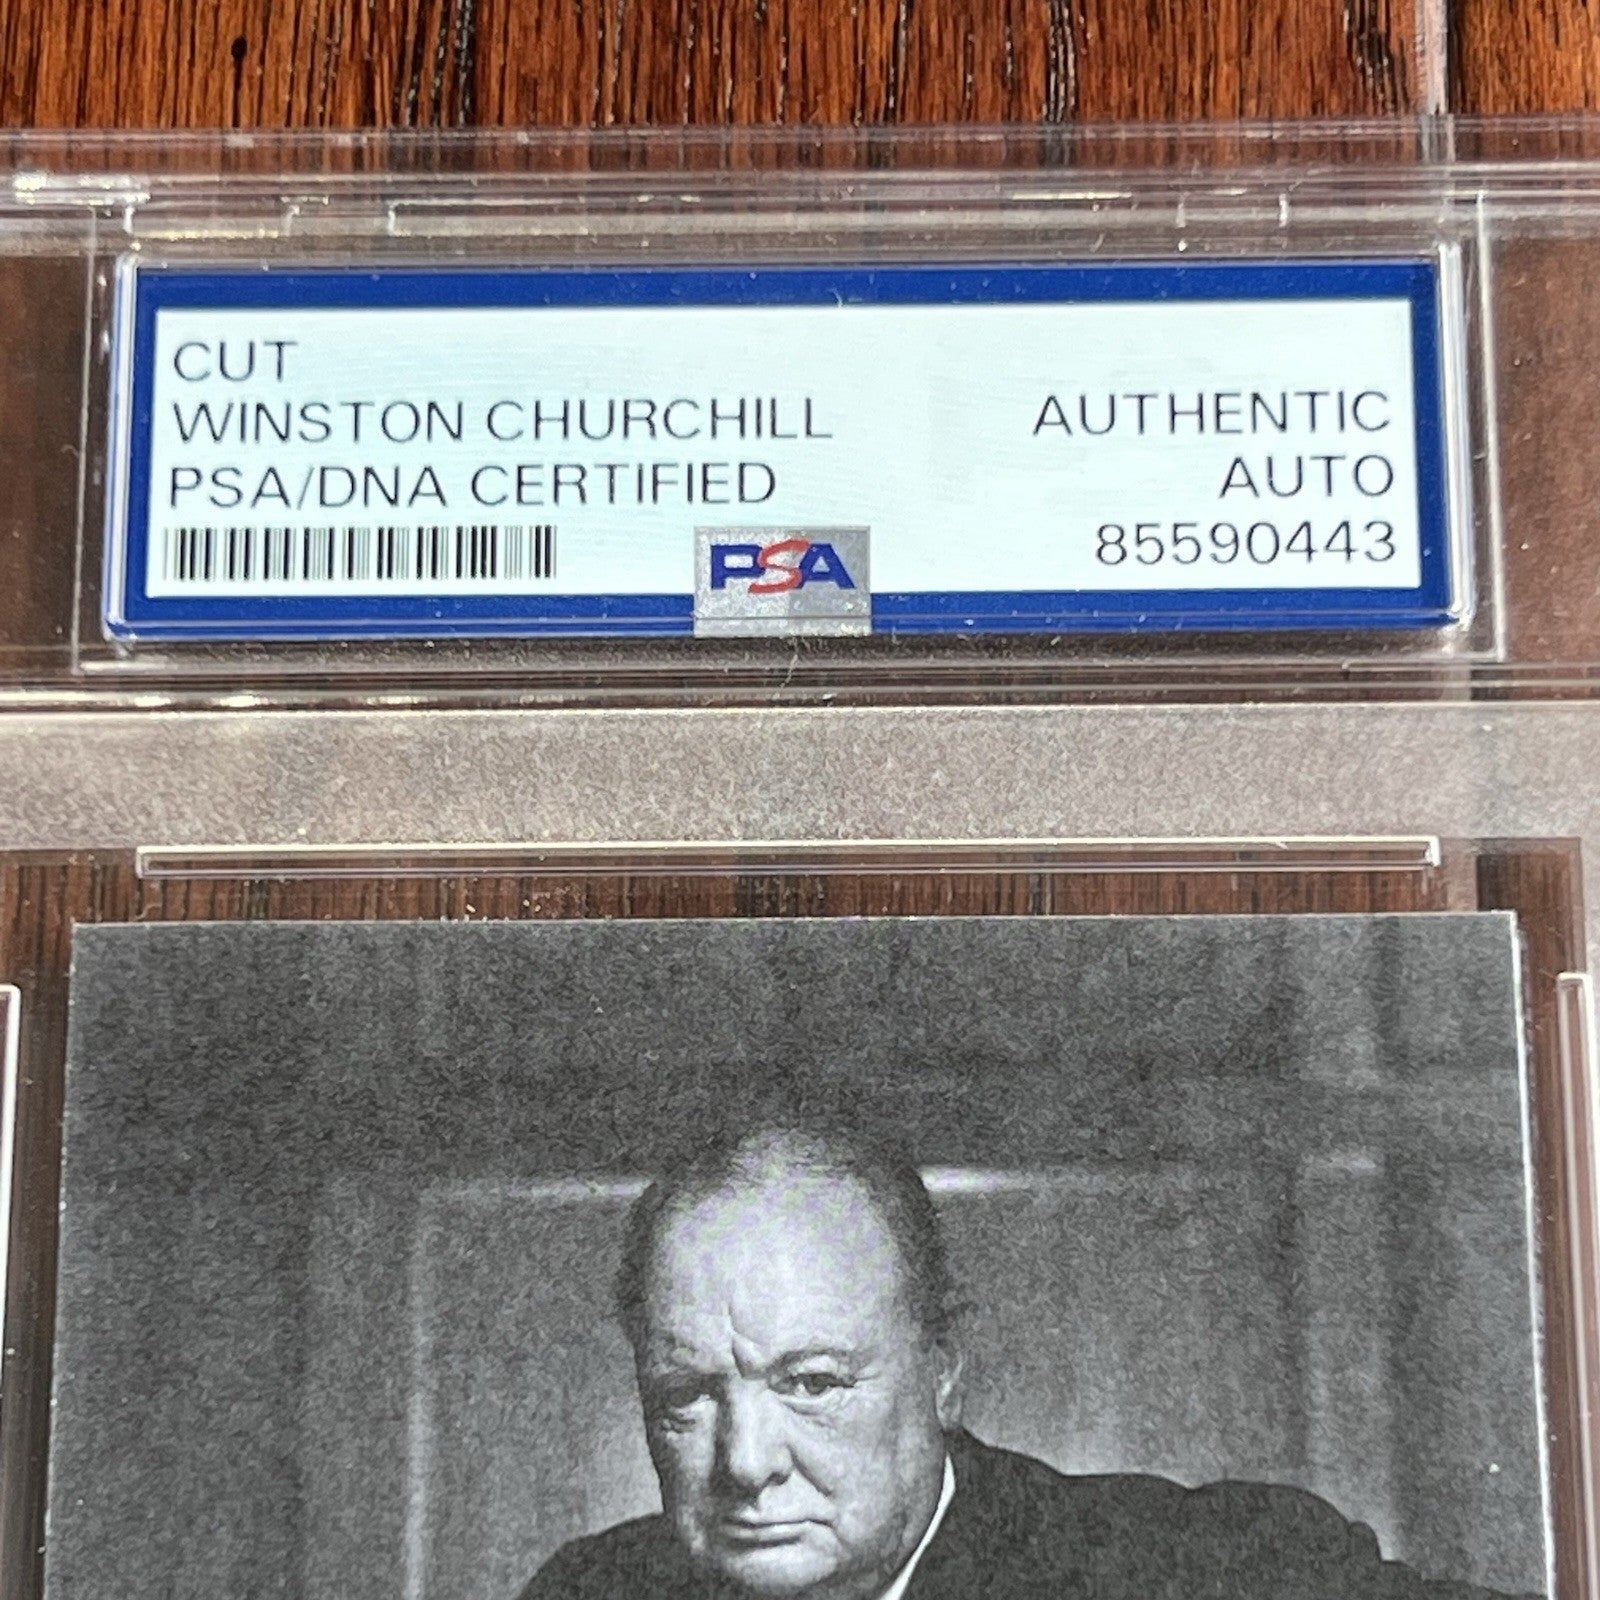 CUT
WINSTON CHURCHILL
PSA/DNA CERTIFIED
AUTHENTIC
AUTO
85590443
PSA